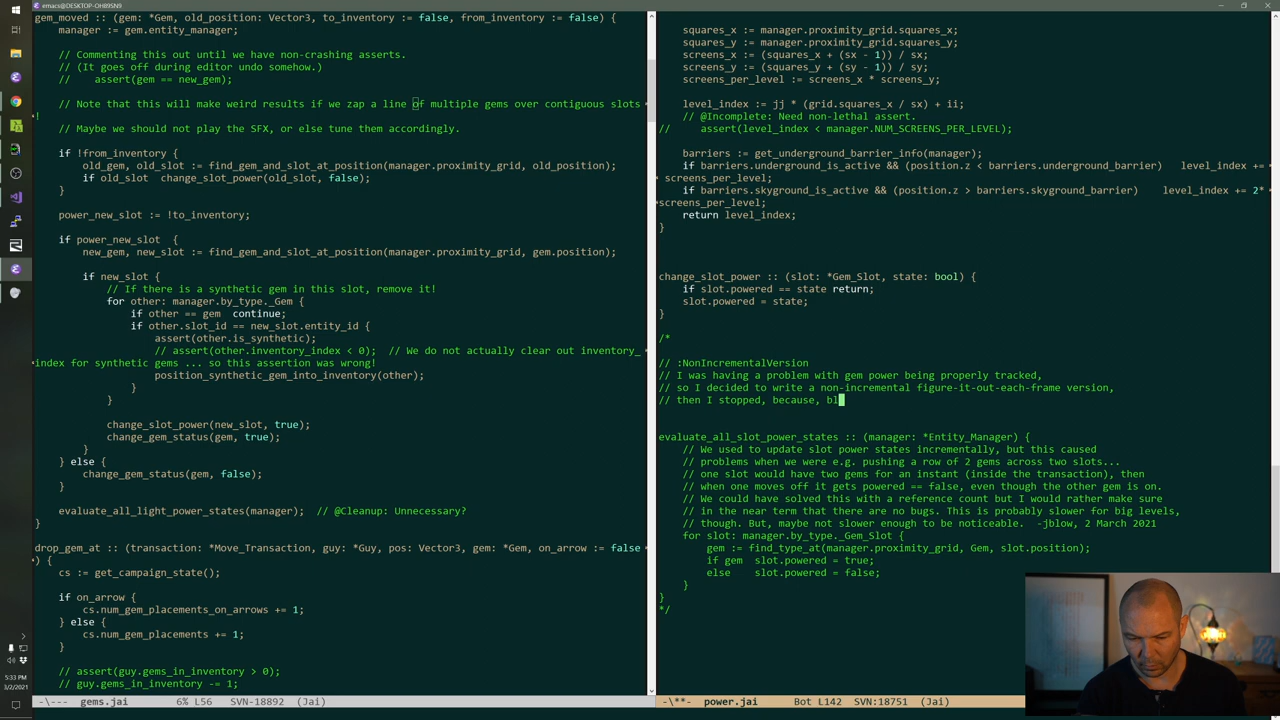 emacs@DESKTOP-OH89SN9
gem_moved :: (gem: *Gem, old_position: Vector3, to_inventory := false, from_inventory := false) {
    manager := gem.entity_manager;
    // Commenting this out until we have non-crashing asserts.
    // (It goes off during editor undo somehow.)
    //    assert(gem == new_gem);
    // Note that this will make weird results if we zap a line of multiple gems over contiguous slots
!
    // Maybe we should not play the SFX, or else tune them accordingly.
    if !from_inventory {
        old_gem, old_slot := find_gem_and_slot_at_position(manager.proximity_grid, old_position);
        if old_slot  change_slot_power(old_slot, false);
    }
    power_new_slot := !to_inventory;
    if power_new_slot  {
        new_gem, new_slot := find_gem_and_slot_at_position(manager.proximity_grid, gem.position);
        if new_slot {
            // If there is a synthetic gem in this slot, remove it!
            for other: manager.by_type._Gem {
                if other == gem  continue;
                if other.slot_id == new_slot.entity_id {
                    assert(other.is_synthetic);
                    // assert(other.inventory_index < 0);  // We do not actually clear out inventory_
index for synthetic gems ... so this assertion was wrong!
                    position_synthetic_gem_into_inventory(other);
                }
            }
            change_slot_power(new_slot, true);
            change_gem_status(gem, true);
        }
    } else {
        change_gem_status(gem, false);
    }
    evaluate_all_light_power_states(manager);  // @Cleanup: Unnecessary?
}
drop_gem_at :: (transaction: *Move_Transaction, guy: *Guy, pos: Vector3, gem: *Gem, on_arrow := false
) {
    cs := get_campaign_state();
    if on_arrow {
        cs.num_gem_placements_on_arrows += 1;
    } else {
        cs.num_gem_placements += 1;
    }
    // assert(guy.gems_in_inventory > 0);
    // guy.gems_in_inventory -= 1;
-\---  gems.jai        6% L56    SVN-18892  (Jai)
    squares_x := manager.proximity_grid.squares_x;
    squares_y := manager.proximity_grid.squares_y;
    screens_x := (squares_x + (sx - 1)) / sx;
    screens_y := (squares_y + (sy - 1)) / sy;
    screens_per_level := screens_x * screens_y;
    level_index := jj * (grid.squares_x / sx) + ii;
    // @Incomplete: Need non-lethal assert.
//     assert(level_index < manager.NUM_SCREENS_PER_LEVEL);
    barriers := get_underground_barrier_info(manager);
    if barriers.underground_is_active && (position.z < barriers.underground_barrier)   level_index +=
 screens_per_level;
    if barriers.skyground_is_active && (position.z > barriers.skyground_barrier)    level_index += 2*
screens_per_level;
    return level_index;
}
change_slot_power :: (slot: *Gem_Slot, state: bool) {
    if slot.powered == state return;
    slot.powered = state;
}
/*
// :NonIncrementalVersion
// I was having a problem with gem power being properly tracked,
// so I decided to write a non-incremental figure-it-out-each-frame version,
// then I stopped, because, bl
evaluate_all_slot_power_states :: (manager: *Entity_Manager) {
    // We used to update slot power states incrementally, but this caused
    // problems when we were e.g. pushing a row of 2 gems across two slots...
    // one slot would have two gems for an instant (inside the transaction), then
    // when one moves off it gets powered == false, even though the other gem is on.
    // We could have solved this with a reference count but I would rather make sure
    // in the near term that there are no bugs. This is probably slower for big levels,
    // though. But, maybe not slower enough to be noticeable.  -jblow, 2 March 2021
    for slot: manager.by_type._Gem_Slot {
        gem := find_type_at(manager.proximity_grid, Gem, slot.position);
        if gem  slot.powered = true;
        else    slot.powered = false;
    }
}
*/
-\**-  power.jai      Bot L142   SVN:18751  (Jai)
5:33 PM
3/2/2021